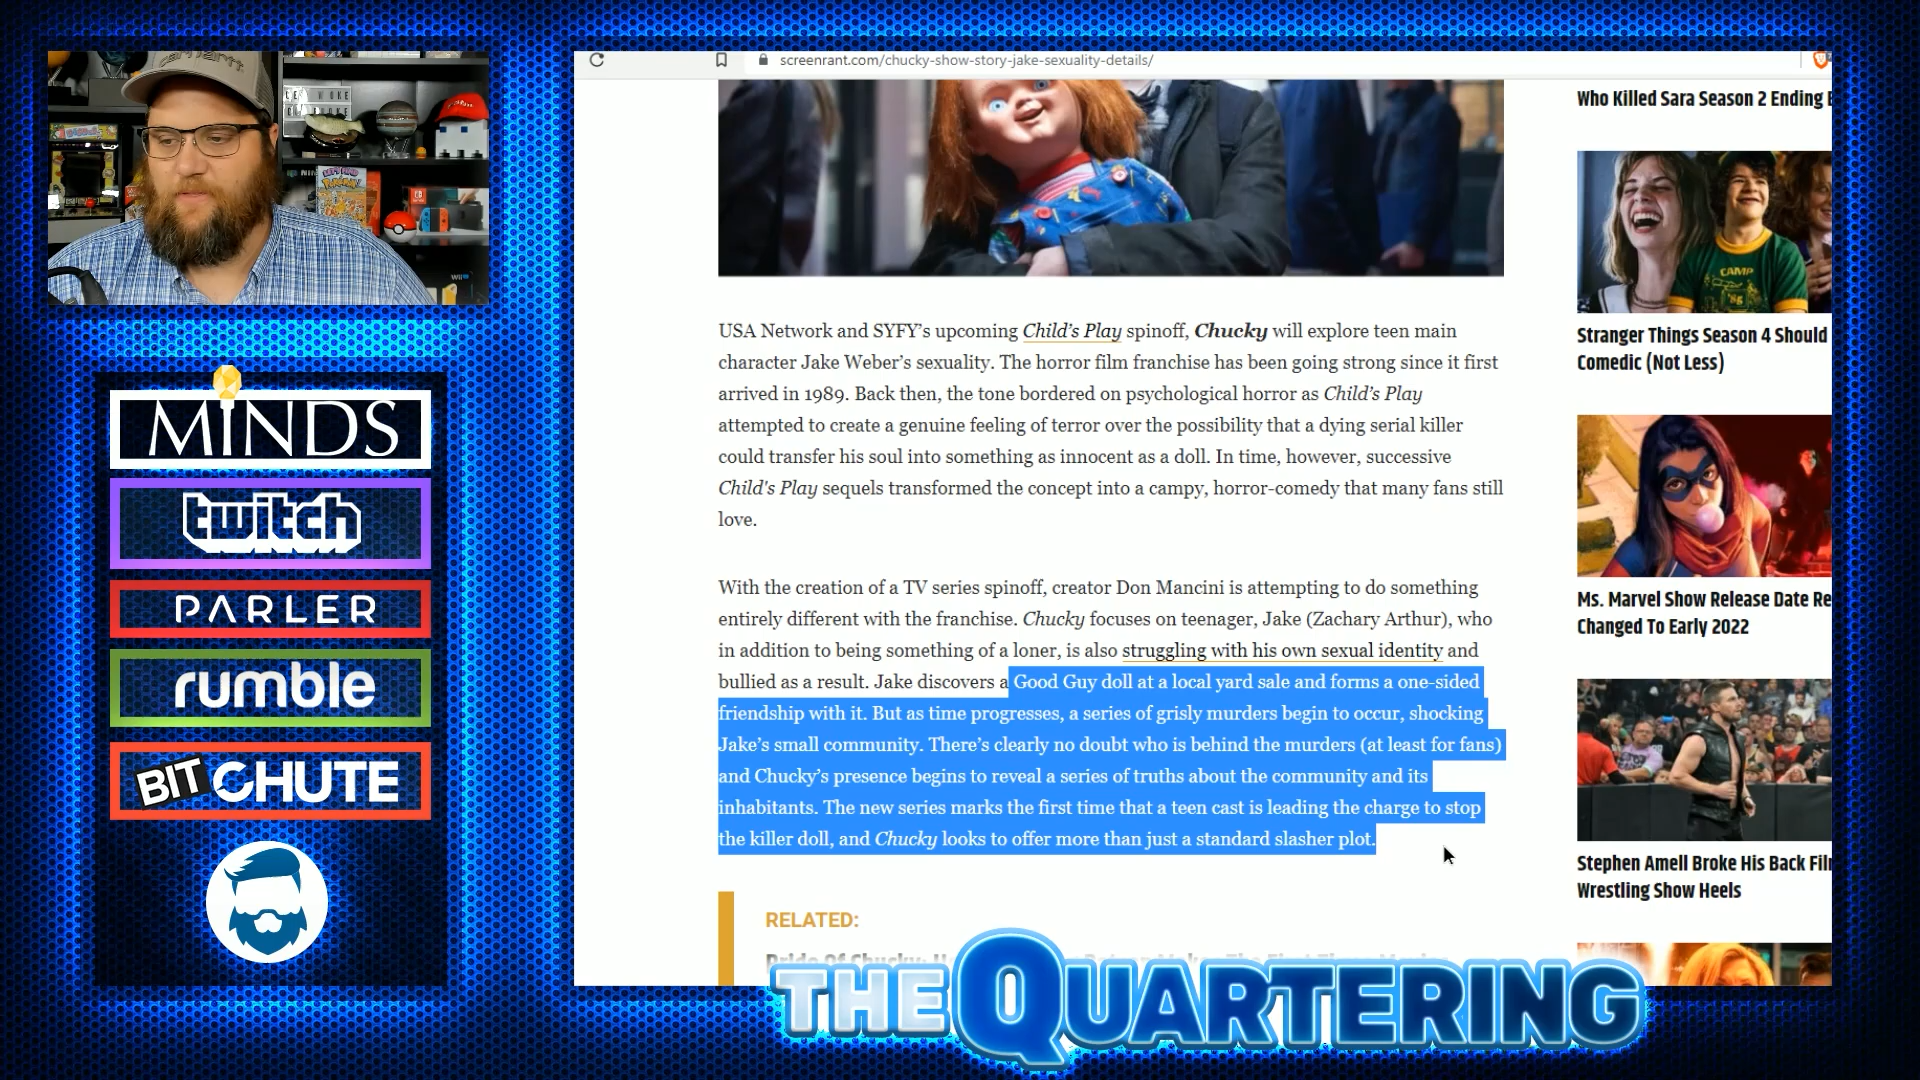 screenrant.com/chucky-show-story-jake-sexuality-details/
USA Network and SYFY's upcoming Child's Play spinoff, Chucky will explore teen main
character Jake Weber's sexuality. The horror film franchise has been going strong since it first
arrived in 1989. Back then, the tone bordered on psychological horror as Child's Play
attempted to create a genuine feeling of terror over the possibility that a dying serial killer
could transfer his soul into something as innocent as a doll. In time, however, successive
Child's Play sequels transformed the concept into a campy, horror-comedy that many fans still
love.
With the creation of a TV series spinoff, creator Don Mancini is attempting to do something
entirely different with the franchise. Chucky focuses on teenager, Jake (Zachary Arthur), who
in addition to being something of a loner, is also struggling with his own sexual identity and
bullied as a result. Jake discovers a Good Guy doll at a local yard sale and forms a one-sided
friendship with it. But as time progresses, a series of grisly murders begin to occur, shocking
Jake's small community. There's clearly no doubt who is behind the murders (at least for fans)
and Chucky's presence begins to reveal a series of truths about the community and its
inhabitants. The new series marks the first time that a teen cast is leading the charge to stop
the killer doll, and Chucky looks to offer more than just a standard slasher plot.
RELATED:
Who Killed Sara Season 2 Ending
CAMP
Stranger Things Season 4 Should
Comedic (Not Less)
Ms. Marvel Show Release Date
Changed To Early 2022
Stephen Amell Broke His Back
Wrestling Show Heels
carhartt
WOKE
Wii
MINDS
twitch
PARLER
rumble
BITCHUTE
THE QUARTERING